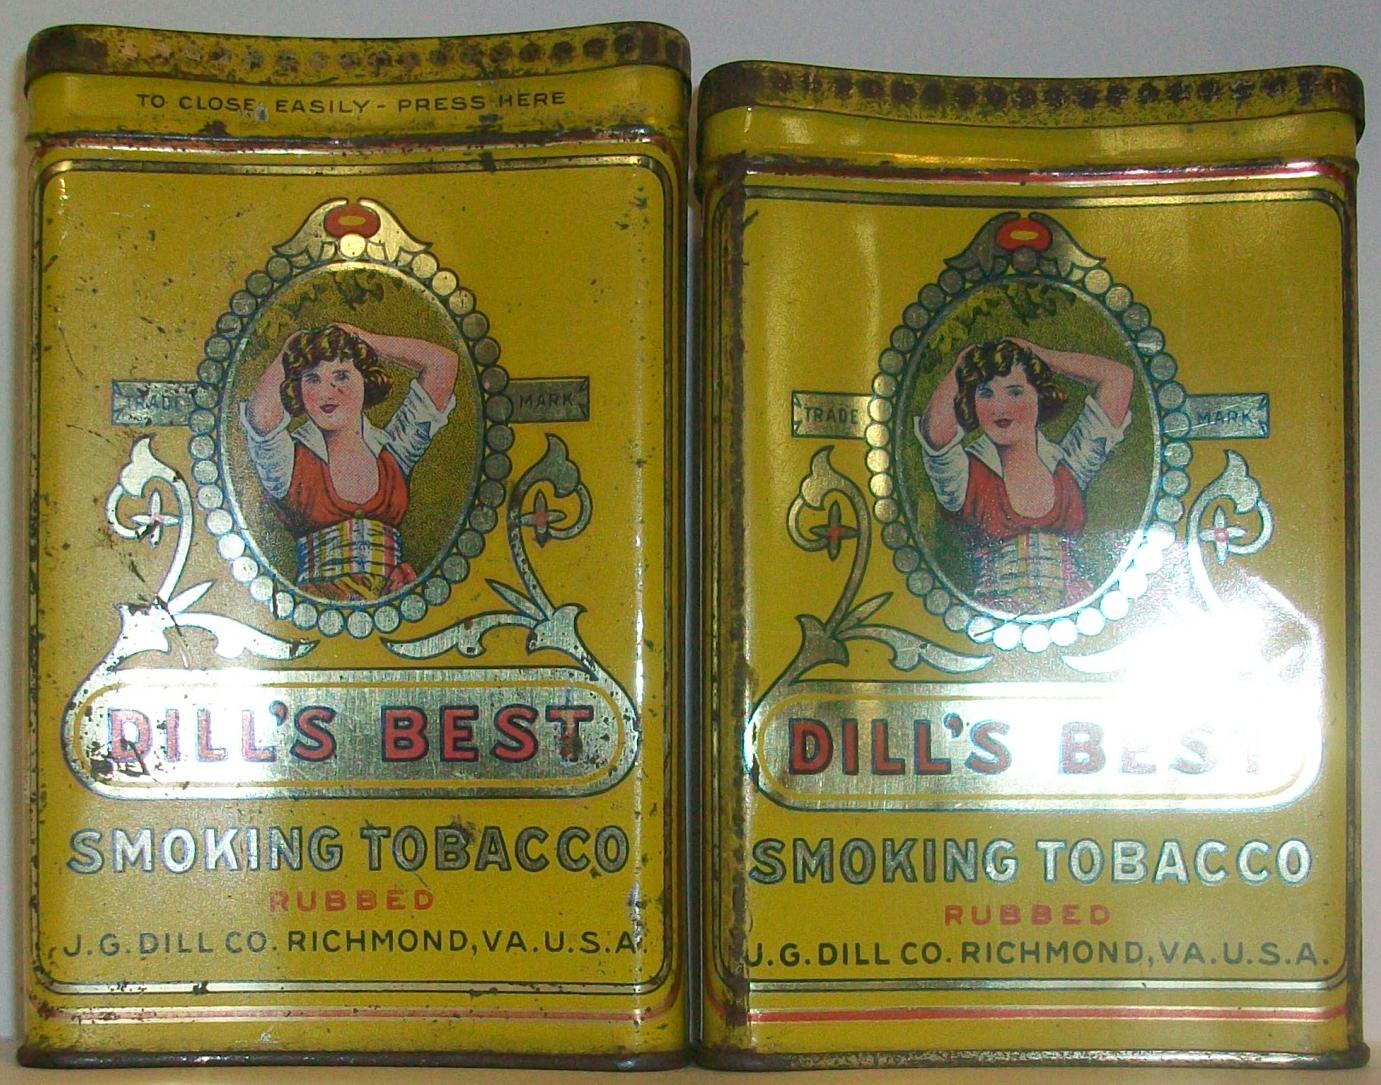 TO CLOSE EASILY - PRESS HERE
TRADE MARK
DILL'S BEST
SMOKING TOBACCO
RUBBED
J.G. DILL CO. RICHMOND, VA. U.S.A.
TRADE MARK
DILL'S BEST
SMOKING TOBACCO
RUBBED
J.G. DILL CO. RICHMOND, VA. U.S.A.